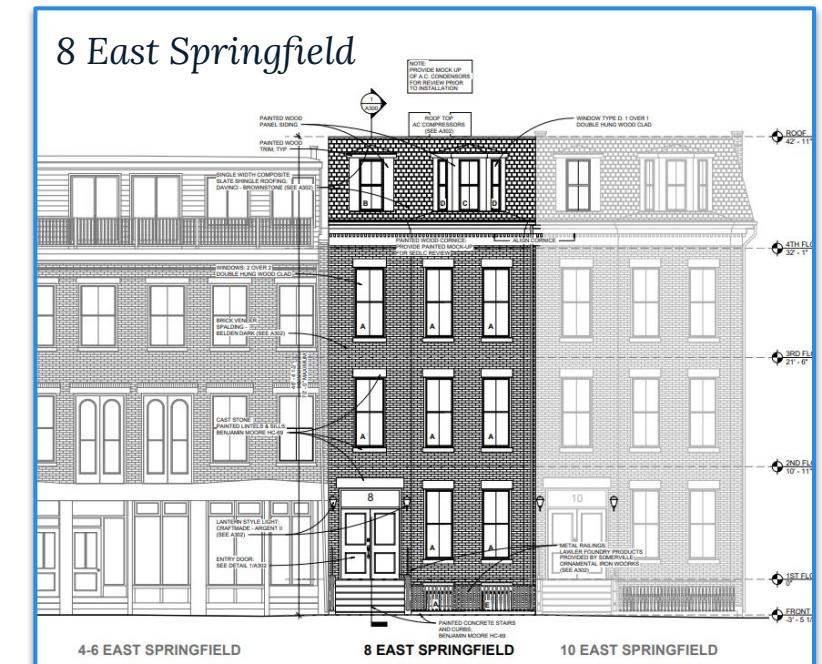 8 East Springfield
NOTE:
PROVIDE MOCK UP
OF A.C. CONDENSORS
FOR REVIEW PRIOR
TO INSTALLATION
1
A300
PAINTED WOOD
PANEL SIDING
ROOF TOP
AC COMPRESSORS
(SEE A302)
WINDOW TYPE D: 1 OVER 1
DOUBLE HUNG WOOD CLAD
ROOF
42' - 11"
PAINTED WOOD
TRIM, TYP
SINGLE WIDTH COMPOSITE
SLATE SHINGLE ROOFING;
DAVINCI - BROWNSTONE (SEE A302)
B
D
C
D
PAINTED WOOD CORNICE;
PROVIDE PAINTED MOCK-UP
FOR SEDLC REVIEW
ALIGN CORNICE
4TH FL
32' - 1"
WINDOWS: 2 OVER 2
DOUBLE HUNG WOOD CLAD
A
A
A
BRICK VENEER:
SPALDING -
BELDEN DARK (SEE A302)
3RD FL
21' - 6"
CAST STONE
PAINTED LINTELS & SILLS:
BENJAMIN MOORE HC-69
A
A
A
2ND FL
10' - 11"
8
10
LANTERN STYLE LIGHT:
CRAFTMADE - ARGENT II
(SEE A302)
ENTRY DOOR:
SEE DETAIL 1/A302
A
A
METAL RAILINGS:
LAWLER FOUNDRY PRODUCTS
PROVIDED BY SOMERVILLE
ORNAMENTAL IRON WOORKS
(SEE A302)
1ST FL
0"
E
FRONT
-3' - 5 1/
PAINTED CONCRETE STAIRS
AND CURBS:
BENJAMIN MOORE HC-69
4-6 EAST SPRINGFIELD
8 EAST SPRINGFIELD
10 EAST SPRINGFIELD